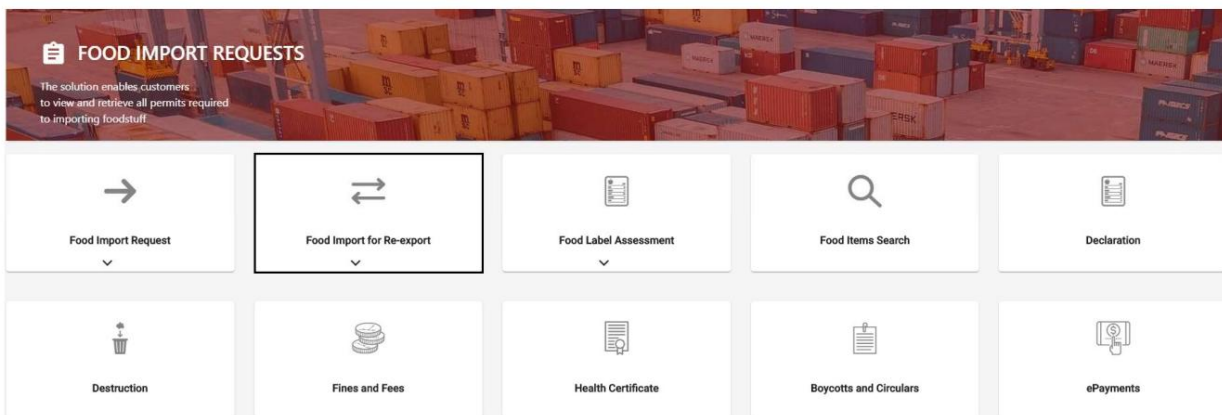 FOOD IMPORT REQUESTS
The solution enables customers
to view and retrieve all permits required
to importing foodstuff
MAERSK
MAERSK
Food Import Request
Food Import for Re-export
Food Label Assessment
Food Items Search
Declaration
Destruction
Fines and Fees
Health Certificate
Boycotts and Circulars
ePayments